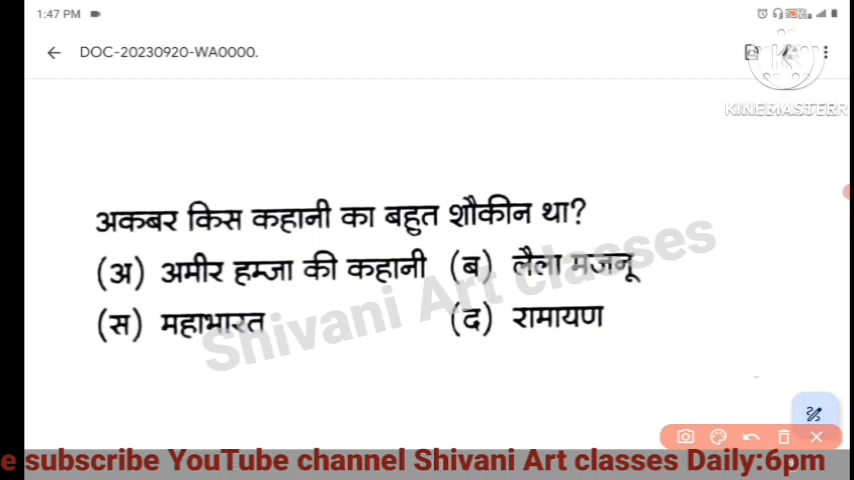 1:47 PM
DOC-20230920-WA0000.
KINEMASTERR
अकबर किस कहानी का बहुत शौकीन था?
(अ) अमीर हम्जा की कहानी (ब) लैला मजनू
(स) महाभारत (द) रामायण
Shivani Art classes
e subscribe YouTube channel Shivani Art classes Daily:6pm